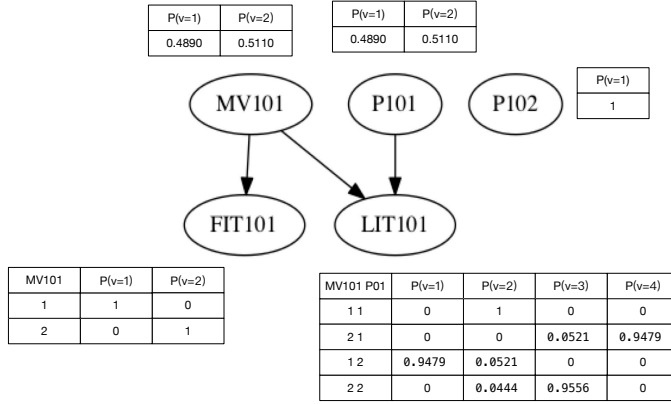 P(v=1) P(v=2) P(v=1) P(v=2)
0.4890 0.5110 0.4890 0.5110
MV101 P101 P102 P(v=1)
1
FIT101 LIT101
MV101 P(v=1) P(v=2)
1 1 0
2 0 1
MV101 P01 P(v=1) P(v=2) P(v=3) P(v=4)
1 1 0 1 0 0
2 1 0 0 0.0521 0.9479
1 2 0.9479 0.0521 0 0
2 2 0 0.0444 0.9556 0